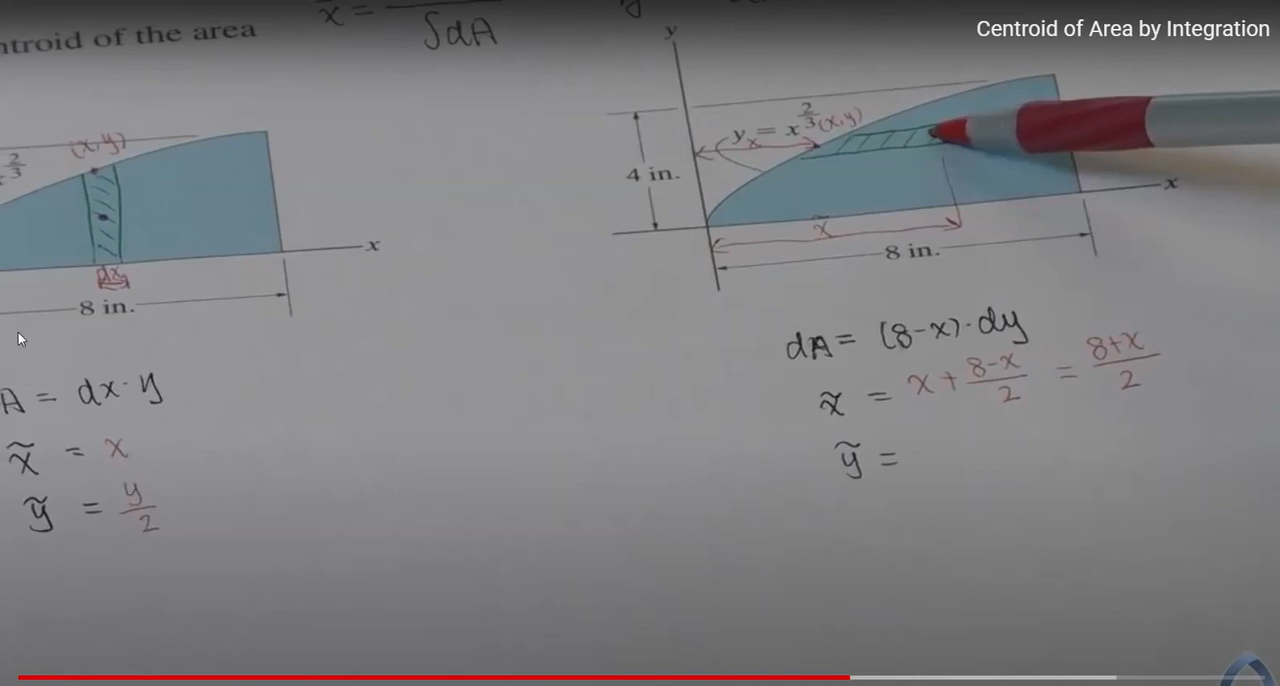 Centroid of Area by Integration
ntroid of the area
x̄ =
∫dA
y
(x,y)
2/3
x
dx
8 in.
A = dx·y
x̃ = x
ỹ = y/2
y
y = x^2/3
(x,y)
x
4 in.
x̃
x
8 in.
dA = (8-x)·dy
x̃ = x + 8-x/2 = 8+x/2
ỹ =